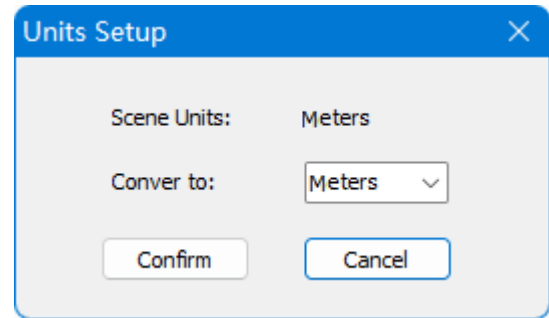 Units Setup
Scene Units: Meters
Conver to: Meters
Confirm Cancel